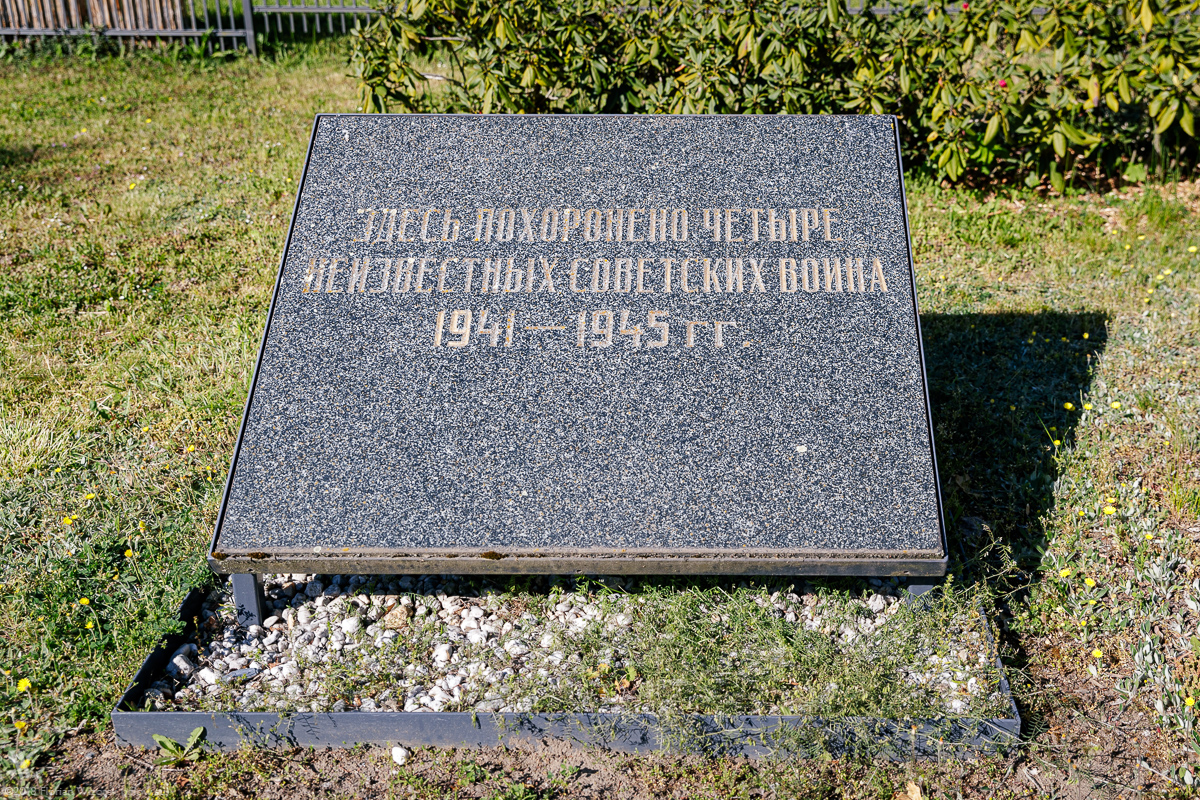 ЗДЕСЬ ПОХОРОНЕНО ЧЕТЫРЕ
НЕИЗВЕСТНЫХ СОВЕТСКИХ ВОИНА
1941 — 1945 гг.